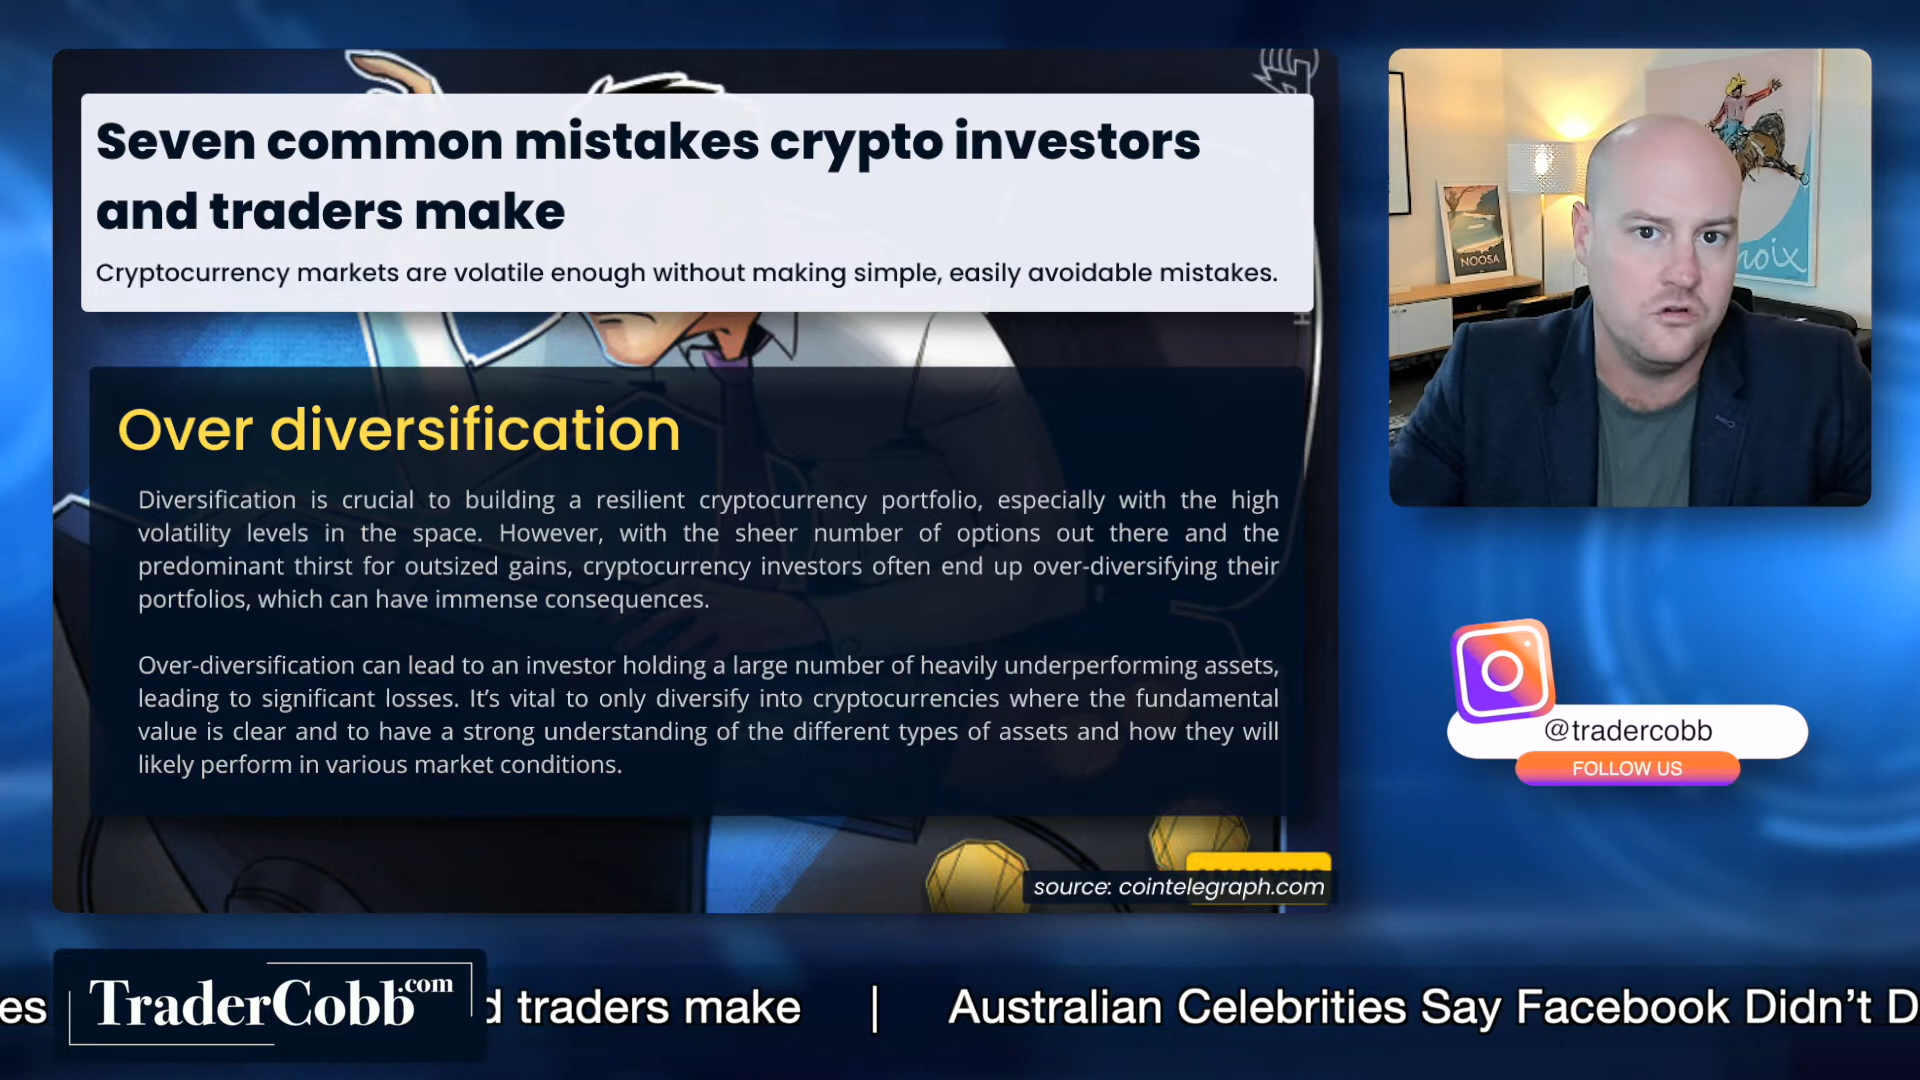 Seven common mistakes crypto investors
and traders make
Cryptocurrency markets are volatile enough without making simple, easily avoidable mistakes.
Over diversification
Diversification is crucial to building a resilient cryptocurrency portfolio, especially with the high
volatility levels in the space. However, with the sheer number of options out there and the
predominant thirst for outsized gains, cryptocurrency investors often end up over-diversifying their
portfolios, which can have immense consequences.
Over-diversification can lead to an investor holding a large number of heavily underperforming assets,
leading to significant losses. It’s vital to only diversify into cryptocurrencies where the fundamental
value is clear and to have a strong understanding of the different types of assets and how they will
likely perform in various market conditions.
source: cointelegraph.com
NOOSA
noix
@tradercobb
FOLLOW US
TraderCobb.com
es
d traders make | Australian Celebrities Say Facebook Didn’t D